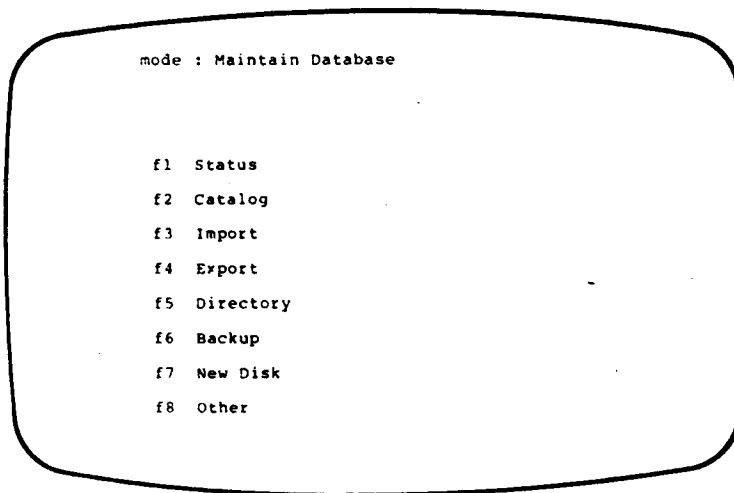 mode : Maintain Database
f1 Status
f2 Catalog
f3 Import
f4 Export
f5 Directory
f6 Backup
f7 New Disk
f8 Other